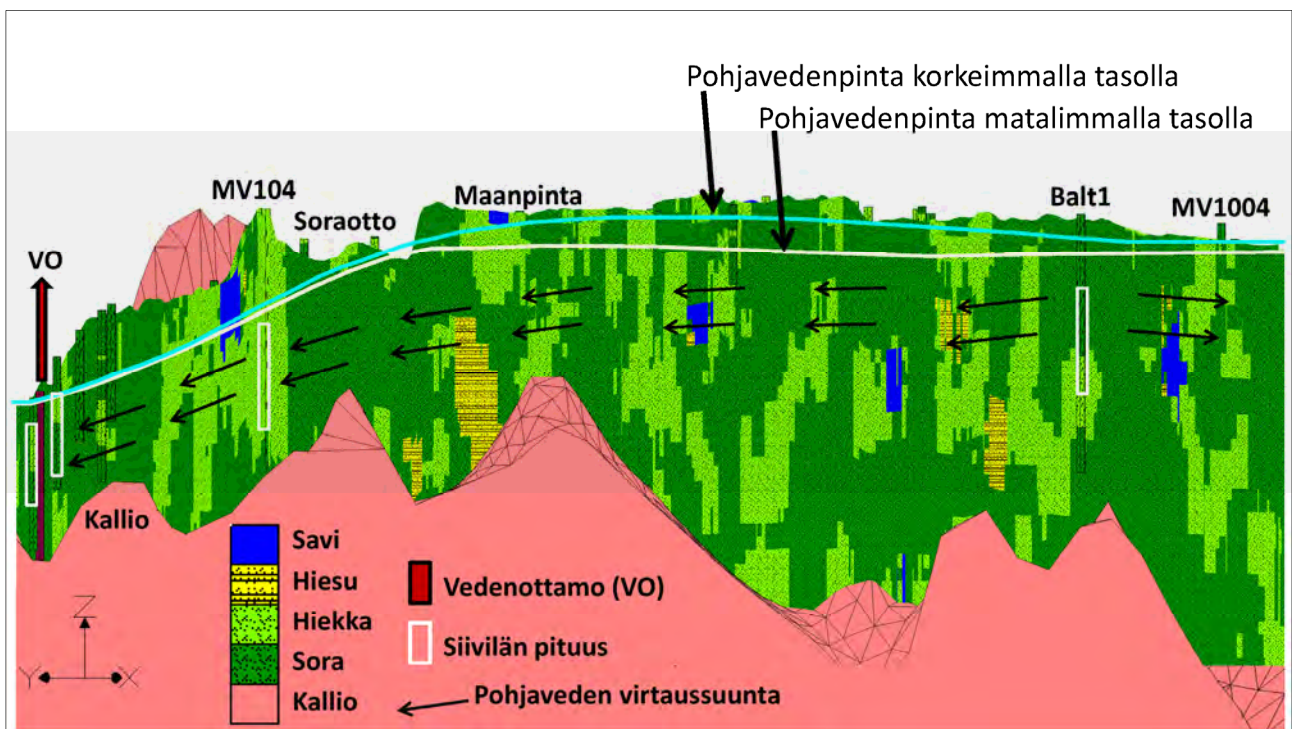 Pohjavedenpinta korkeimmalla tasolla
Pohjavedenpinta matalimmalla tasolla
MV104
Maanpinta
Balt1
MV1004
Soraotto
VO
Kallio
Savi
Hiesu
Hiekka
Sora
Kallio
Vedenottamo (VO)
Siivilän pituus
Pohjaveden virtaussuunta
Z
Y
X